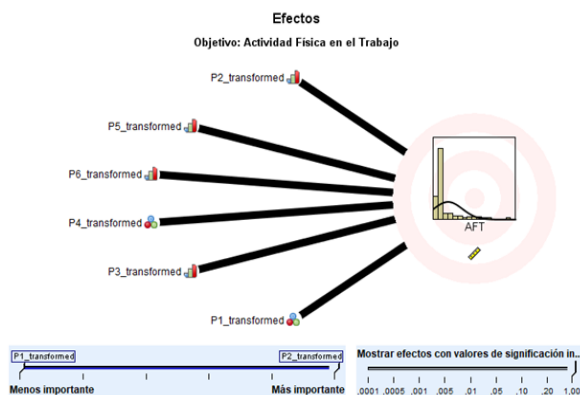 Efectos
Objetivo: Actividad Física en el Trabajo
P2_transformed
P5_transformed
P6_transformed
P4_transformed
P3_transformed
P1_transformed
AFT
P1_transformed
P2_transformed
Menos importante
Más importante
Mostrar efectos con valores de significación in...
.0001 .0005 .001 .005 .01 .05 .10 .20 1.00